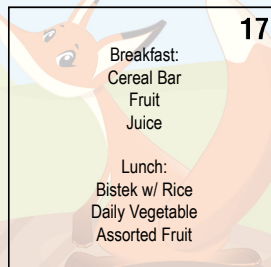 17
Breakfast:
Cereal Bar
Fruit
Juice
Lunch:
Bistek w/ Rice
Daily Vegetable
Assorted Fruit